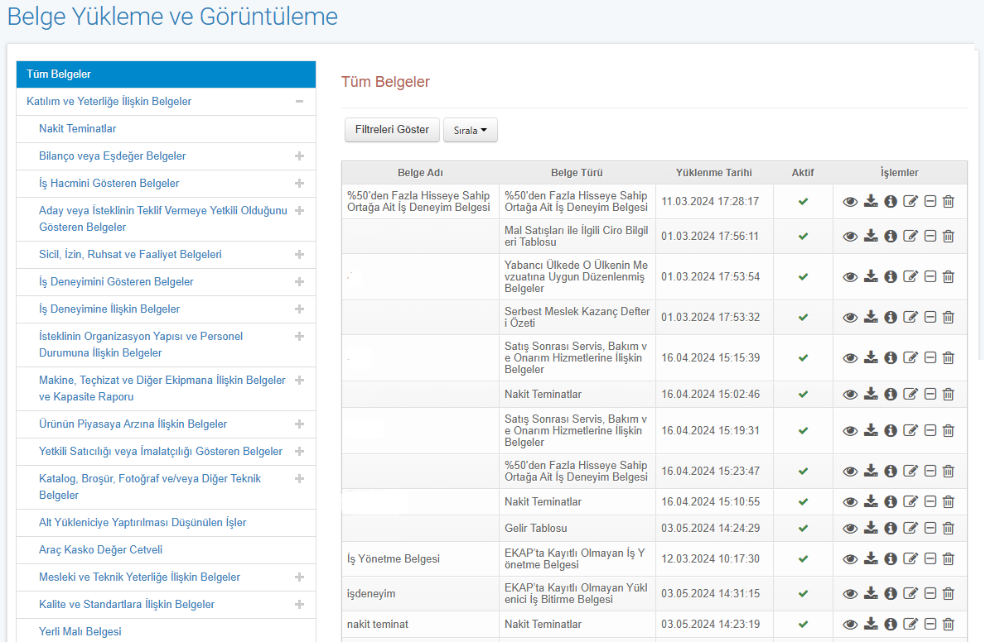 Belge Yükleme ve Görüntüleme
Tüm Belgeler
Katılım ve Yeterliğe İlişkin Belgeler
Nakit Teminatlar
Bilanço veya Eşdeğer Belgeler
İş Hacmini Gösteren Belgeler
Aday veya İsteklinin Teklif Vermeye Yetkili Olduğunu
Gösteren Belgeler
Sicil, İzin, Ruhsat ve Faaliyet Belgeleri
İş Deneyimini Gösteren Belgeler
İş Deneyimine İlişkin Belgeler
İsteklinin Organizasyon Yapısı ve Personel
Durumuna İlişkin Belgeler
Makine, Teçhizat ve Diğer Ekipmana İlişkin Belgeler
ve Kapasite Raporu
Ürünün Piyasaya Arzına İlişkin Belgeler
Yetkili Satıcılığı veya İmalatçılığı Gösteren Belgeler
Katalog, Broşür, Fotoğraf ve/veya Diğer Teknik
Belgeler
Alt Yükleniciye Yaptırılması Düşünülen İşler
Araç Kasko Değer Cetveli
Mesleki ve Teknik Yeterliğe İlişkin Belgeler
Kalite ve Standartlara İlişkin Belgeler
Yerli Malı Belgesi
Tüm Belgeler
Filtreleri Göster Sırala
Belge Adı Belge Türü Yüklenme Tarihi Aktif İşlemler
%50'den Fazla Hisseye Sahip %50'den Fazla Hisseye Sahip
Ortağa Ait İş Deneyim Belgesi Ortağa Ait İş Deneyim Belgesi 11.03.2024 17:28:17
Mal Satışları ile İlgili Ciro Bilgil
eri Tablosu 01.03.2024 17:56:11
Yabancı Ülkede O Ülkenin Me
vzuatına Uygun Düzenlenmiş 01.03.2024 17:53:54
Belgeler
Serbest Meslek Kazanç Defter
i Özeti 01.03.2024 17:53:32
Satış Sonrası Servis, Bakım v
e Onarım Hizmetlerine İlişkin 16.04.2024 15:15:39
Belgeler
Nakit Teminatlar 16.04.2024 15:02:46
Satış Sonrası Servis, Bakım v
e Onarım Hizmetlerine İlişkin 16.04.2024 15:19:31
Belgeler
%50'den Fazla Hisseye Sahip
Ortağa Ait İş Deneyim Belgesi 16.04.2024 15:23:47
Nakit Teminatlar 16.04.2024 15:10:55
Gelir Tablosu 03.05.2024 14:24:29
İş Yönetme Belgesi EKAP'ta Kayıtlı Olmayan İş Y
önetme Belgesi 12.03.2024 10:17:30
işdeneyim EKAP'ta Kayıtlı Olmayan Yükl
enici İş Bitirme Belgesi 03.05.2024 14:31:15
nakit teminat Nakit Teminatlar 03.05.2024 14:23:19